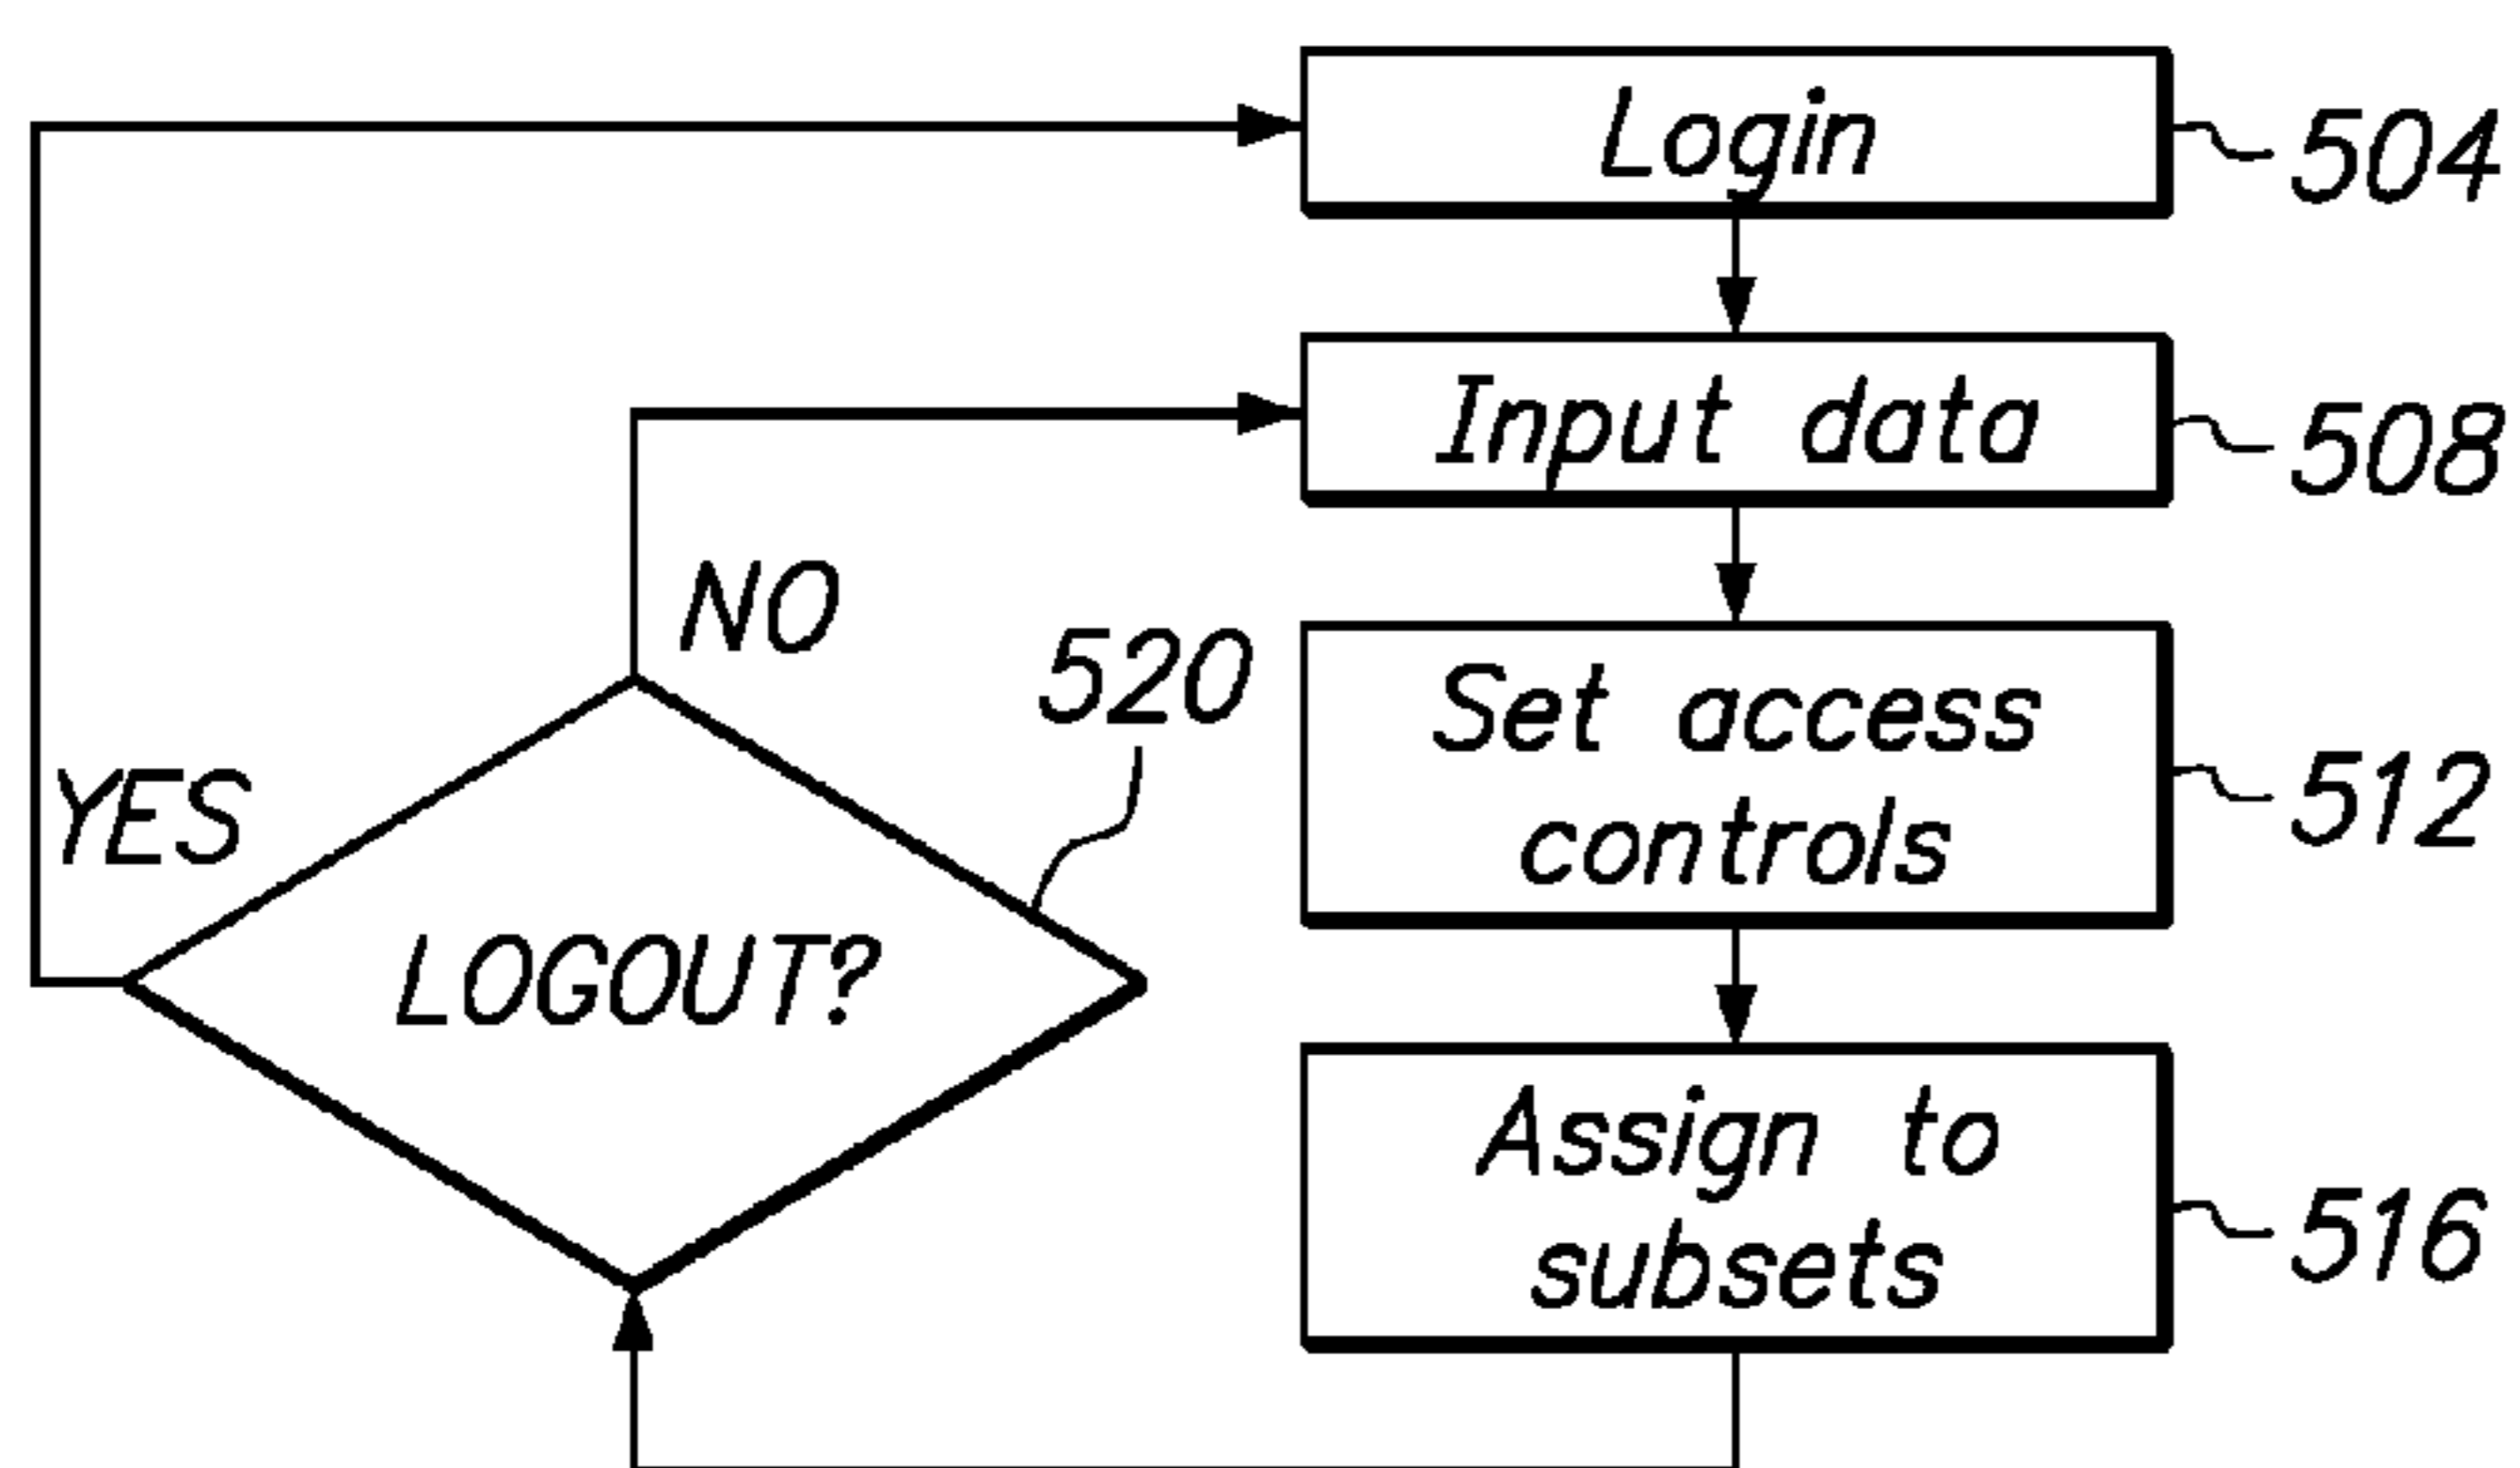 Login
504
Input data
508
NO
520
Set access
controls
512
YES
LOGOUT?
Assign to
subsets
516